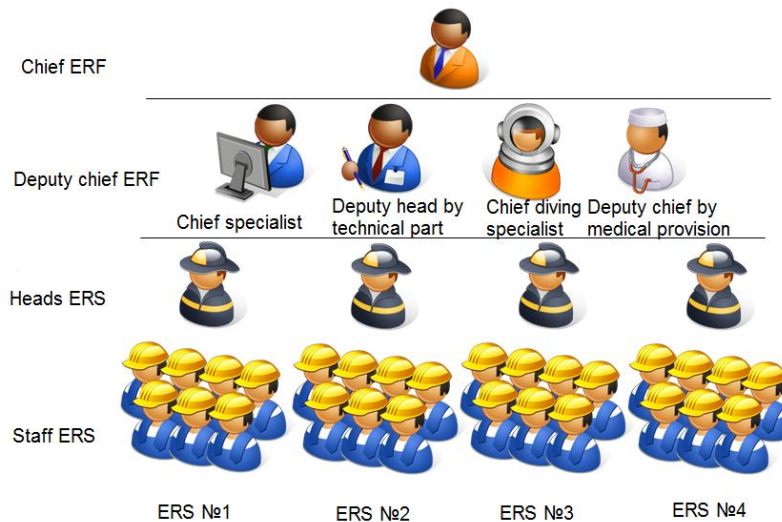 Chief ERF
Deputy chief ERF
Chief specialist
Deputy head by
technical part
Chief diving
specialist
Deputy chief by
medical provision
Heads ERS
Staff ERS
ERS №1
ERS №2
ERS №3
ERS №4